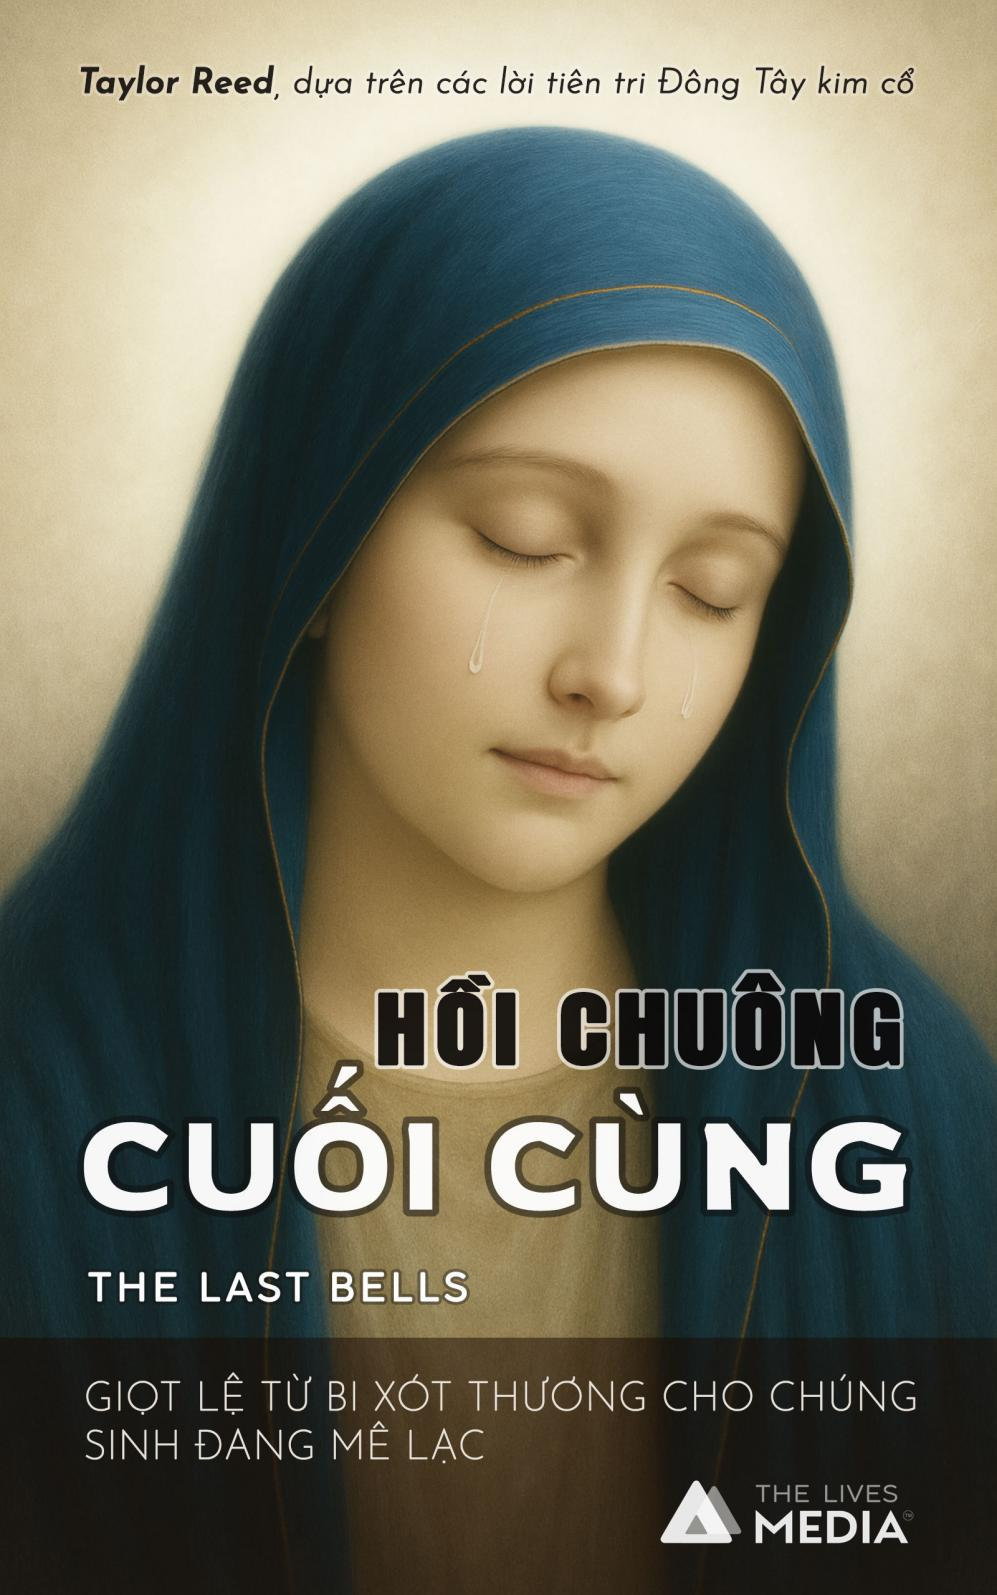 Taylor Reed, dựa trên các lời tiên tri Đông Tây kim cổ
HỒI CHUÔNG
CUỐI CÙNG
THE LAST BELLS
GIỌT LỆ TỪ BI XÓT THƯƠNG CHO CHÚNG
SINH ĐANG MÊ LẠC
THE LIVES
MEDIA™